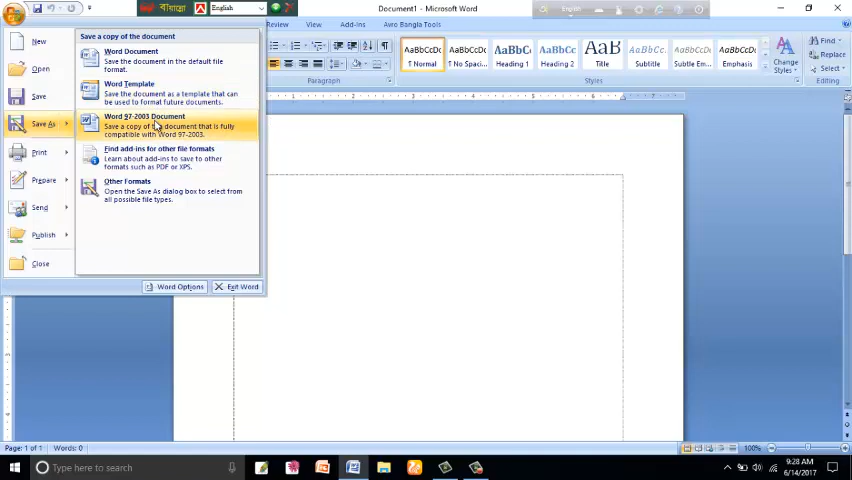 বায়ান্নো
English
Document1 - Microsoft Word
English
Review
View
Add-Ins
Avro Bangla Tools
New
Open
Save
Save As
Print
Prepare
Send
Publish
Close
Save a copy of the document
Word Document
Save the document in the default file
format.
Word Template
Save the document as a template that can
be used to format future documents.
Word 97-2003 Document
Save a copy of the document that is fully
compatible with Word 97-2003.
Find add-ins for other file formats
Learn about add-ins to save to other
formats such as PDF or XPS.
Other Formats
Open the Save As dialog box to select from
all possible file types.
Word Options
Exit Word
AaBbCcDc
¶ Normal
AaBbCcDc
¶ No Spaci...
AaBbCc
Heading 1
AaBbCc
Heading 2
AaB
Title
AaBbCc
Subtitle
AaBbCcDc
Subtle Em...
AaBbCcDc
Emphasis
Change
Styles
Find
Replace
Select
Paragraph
Styles
Editing
1 2 3 4 5 6
Page: 1 of 1
Words: 0
100%
Type here to search
9:28 AM
6/14/2017